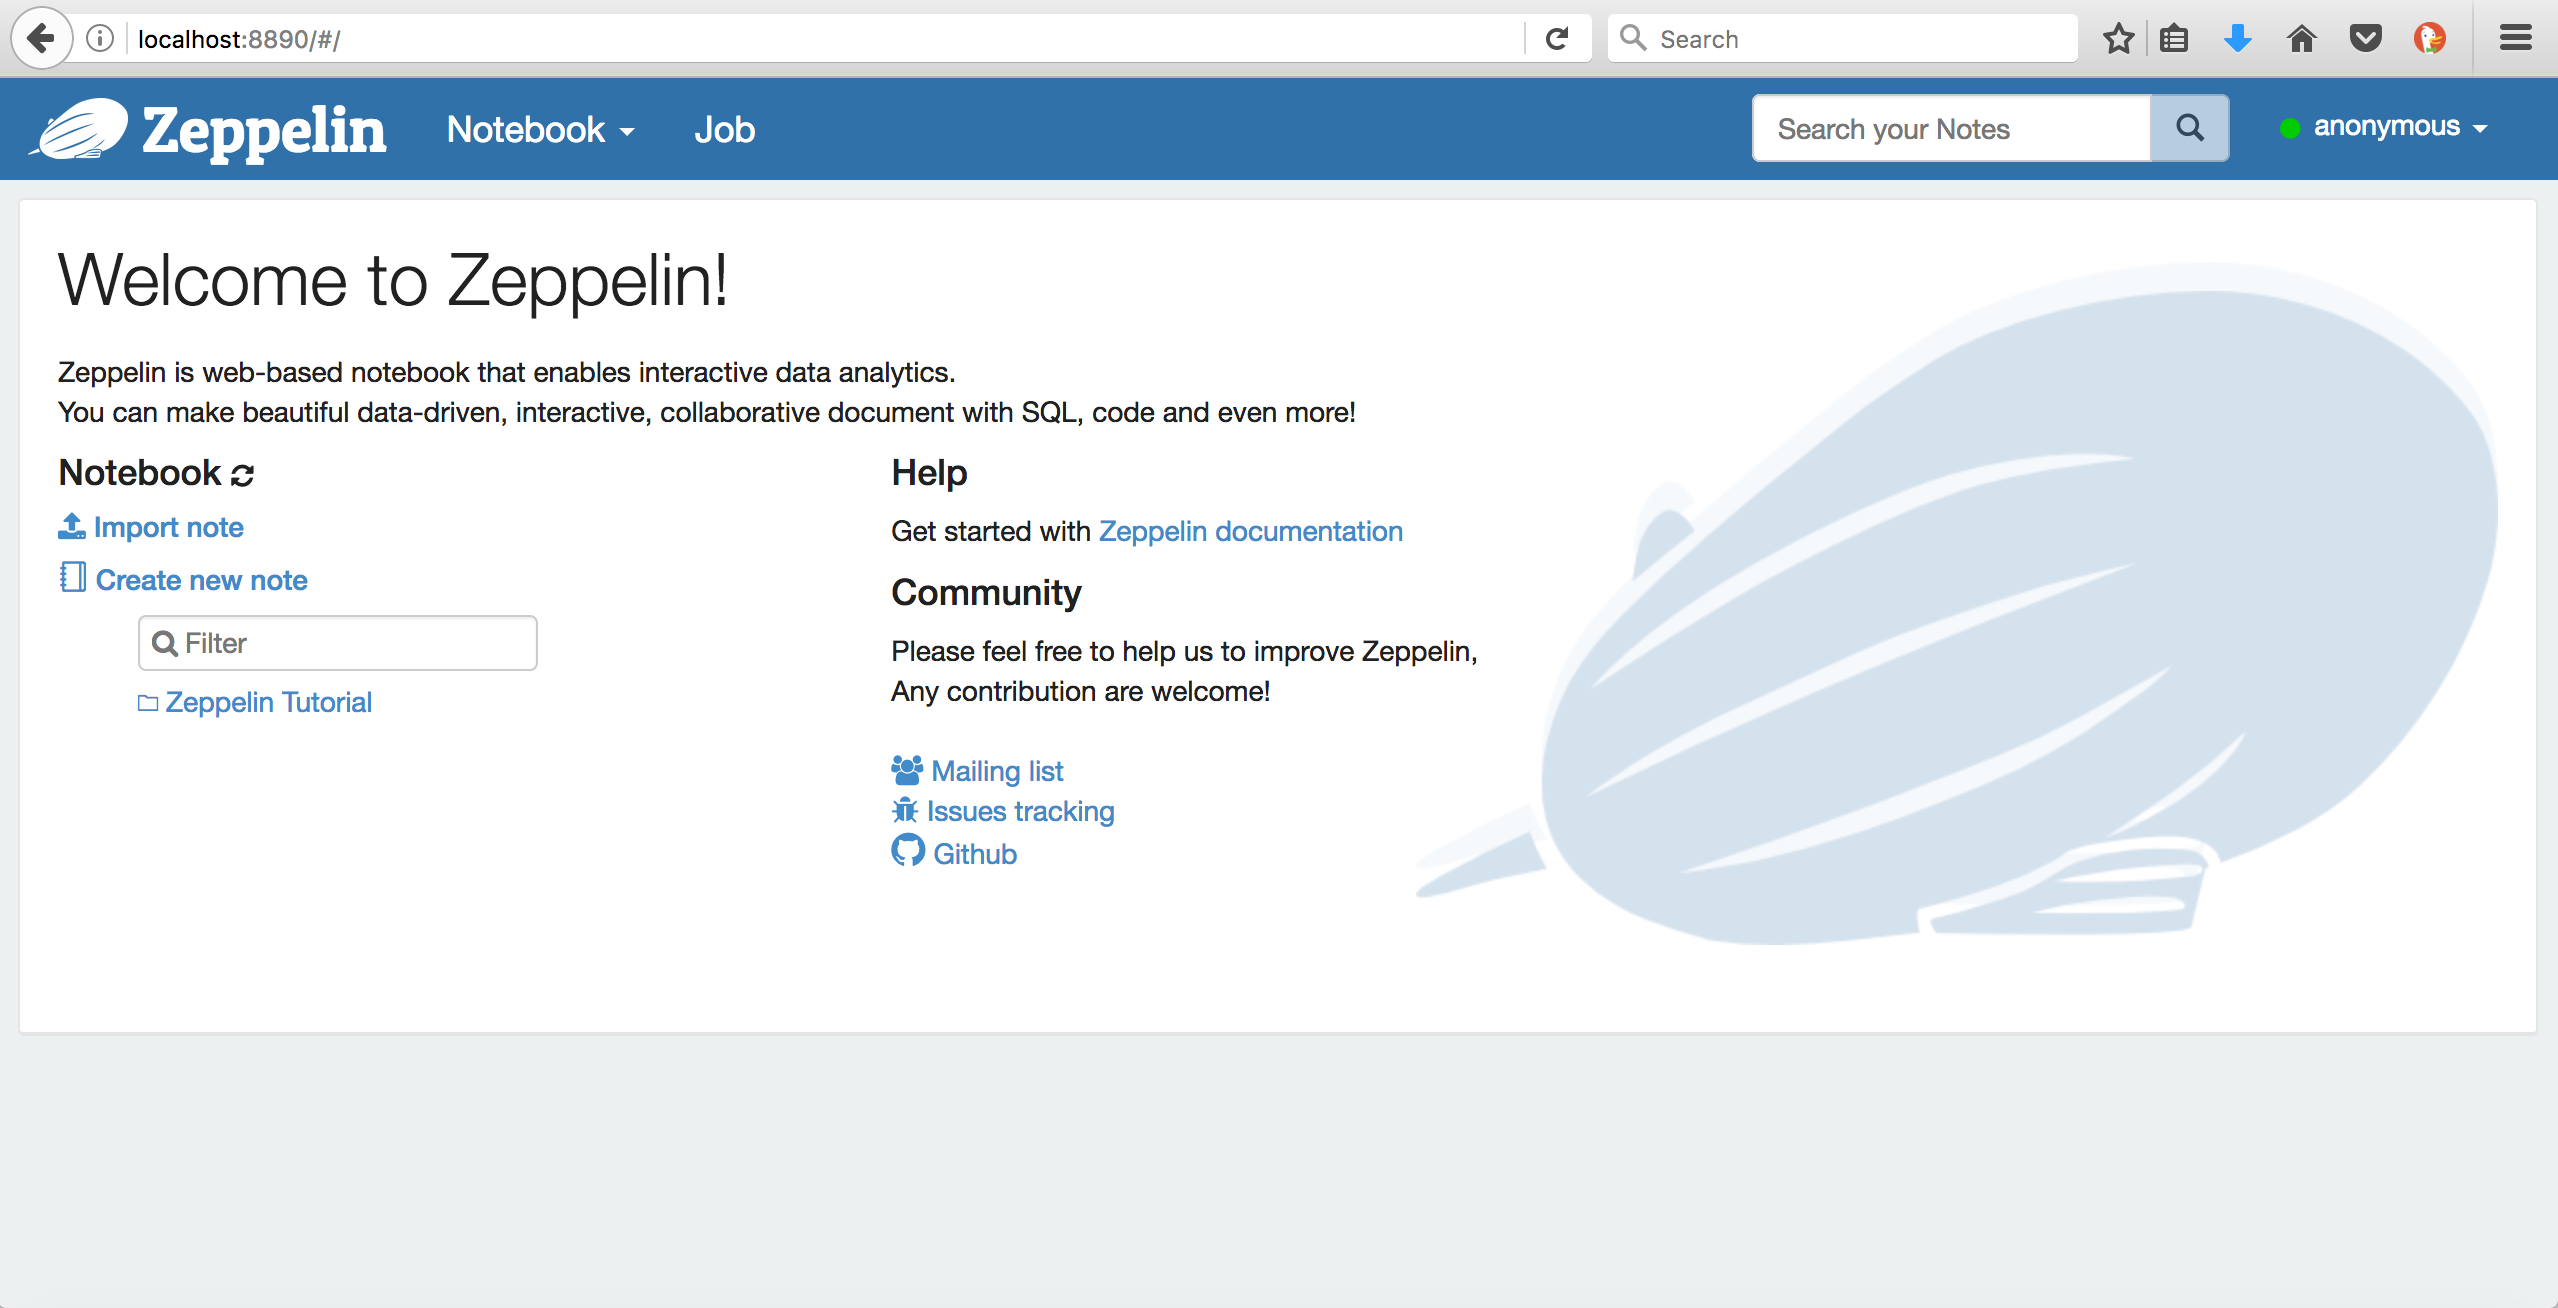 localhost:8890/#/
Search
Zeppelin
Notebook
Job
Search your Notes
anonymous
Welcome to Zeppelin!
Zeppelin is web-based notebook that enables interactive data analytics.
You can make beautiful data-driven, interactive, collaborative document with SQL, code and even more!
Notebook
Import note
Create new note
Filter
Zeppelin Tutorial
Help
Get started with Zeppelin documentation
Community
Please feel free to help us to improve Zeppelin,
Any contribution are welcome!
Mailing list
Issues tracking
Github